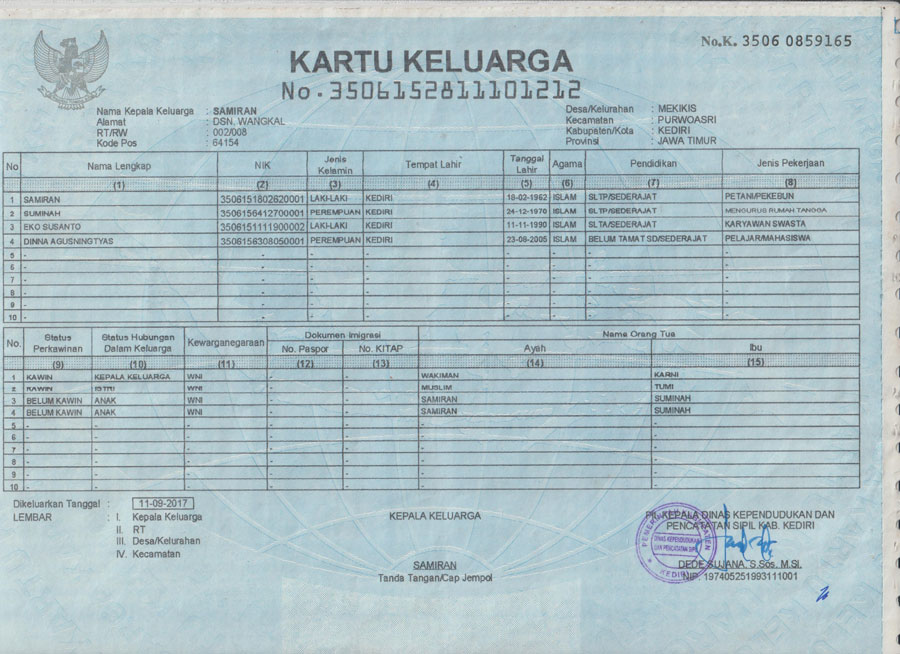 No.K. 3506 0859165
KARTU KELUARGA
No. 3506152811101212
Nama Kepala Keluarga : SAMIRAN
Alamat : DSN. WANGKAL
RT/RW : 002/008
Kode Pos : 64154
Desa/Kelurahan : MEKIKIS
Kecamatan : PURWOASRI
Kabupaten/Kota : KEDIRI
Provinsi : JAWA TIMUR
No Nama Lengkap NIK Jenis Kelamin Tempat Lahir Tanggal Lahir Agama Pendidikan Jenis Pekerjaan
(1) (2) (3) (4) (5) (6) (7) (8)
1 SAMIRAN 3506151802620001 LAKI-LAKI KEDIRI 18-02-1962 ISLAM SLTP/SEDERAJAT PETANI/PEKEBUN
2 SUMINAH 3506156412700001 PEREMPUAN KEDIRI 24-12-1970 ISLAM SLTP/SEDERAJAT MENGURUS RUMAH TANGGA
3 EKO SUSANTO 3506151111900002 LAKI-LAKI KEDIRI 11-11-1990 ISLAM SLTA/SEDERAJAT KARYAWAN SWASTA
4 DINNA AGUSNINGTYAS 3506156308050001 PEREMPUAN KEDIRI 23-08-2005 ISLAM BELUM TAMAT SD/SEDERAJAT PELAJAR/MAHASISWA
5 - - - - - - - -
6 - - - - - - - -
7 - - - - - - - -
8 - - - - - - - -
9 - - - - - - - -
10 - - - - - - - -
No. Status Perkawinan Status Hubungan Dalam Keluarga Kewarganegaraan Dokumen Imigrasi No. Paspor No. KITAP Nama Orang Tua Ayah Ibu
(9) (10) (11) (12) (13) (14) (15)
1 KAWIN KEPALA KELUARGA WNI WAKIMAN KARNI
2 KAWIN ISTRI WNI MUSLIM TUMI
3 BELUM KAWIN ANAK WNI SAMIRAN SUMINAH
4 BELUM KAWIN ANAK WNI SAMIRAN SUMINAH
5 - - - - - - -
6 - - - - - - -
7 - - - - - - -
8 - - - - - - -
9 - - - - - - -
10 - - - - - - -
Dikeluarkan Tanggal : 11-09-2017
LEMBAR : I. Kepala Keluarga
II. RT
III. Desa/Kelurahan
IV. Kecamatan
KEPALA KELUARGA
SAMIRAN
Tanda Tangan/Cap Jempol
Plt. KEPALA DINAS KEPENDUDUKAN DAN
PENCATATAN SIPIL KAB. KEDIRI
DINAS KEPENDUDUKAN
DAN PENCATATAN SIPIL
KEDIRI
DEDE SUJANA, S.Sos, M.Si.
NIP. 197405251993111001